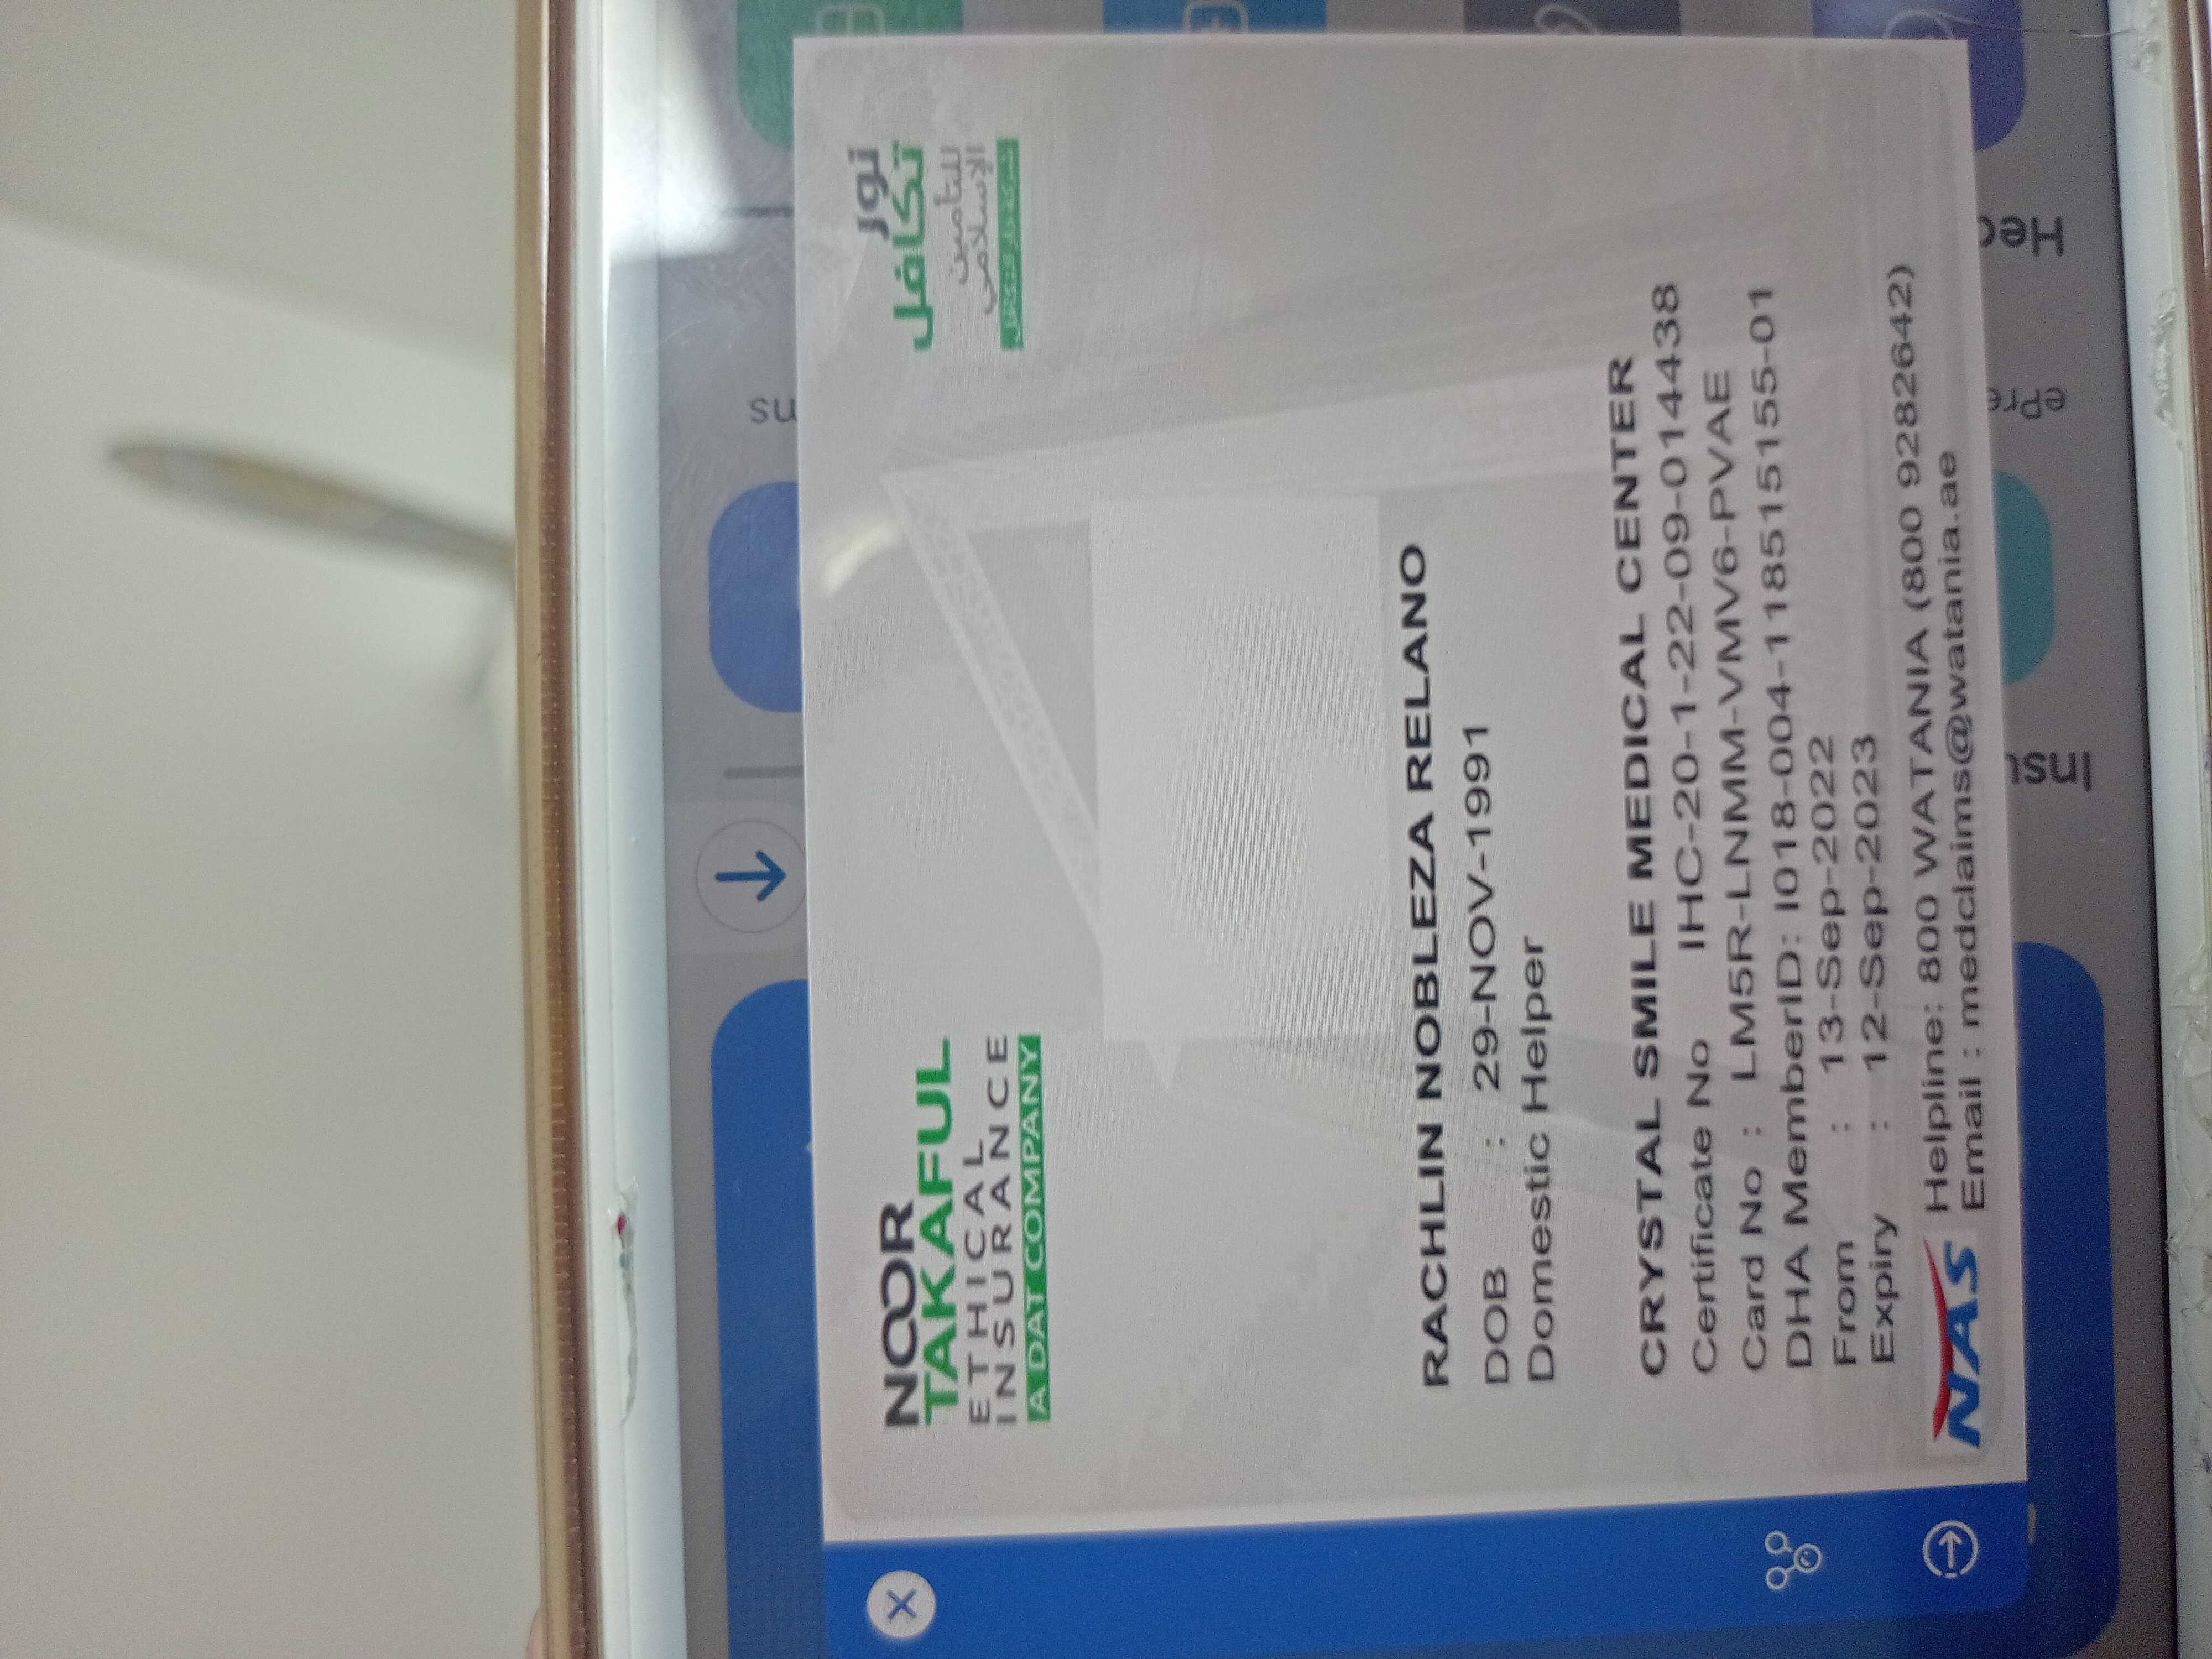 NOOR
TAKAFUL
ETHICAL
INSURANCE
A DAT COMPANY
نور
تكافل
للتأمين
الإسلامي
شركة دار التكافل
RACHLIN NOBLEZA RELANO
DOB : 29-NOV-1991
Domestic Helper
CRYSTAL SMILE MEDICAL CENTER
Certificate No IHC-20-1-22-09-014438
Card No : LM5R-LNMM-VMV6-PVAE
DHA MemberID: I018-004-118515155-01
From : 13-Sep-2022
Expiry : 12-Sep-2023
NAS
Helpline: 800 WATANIA (800 9282642)
Email : medclaims@watania.ae